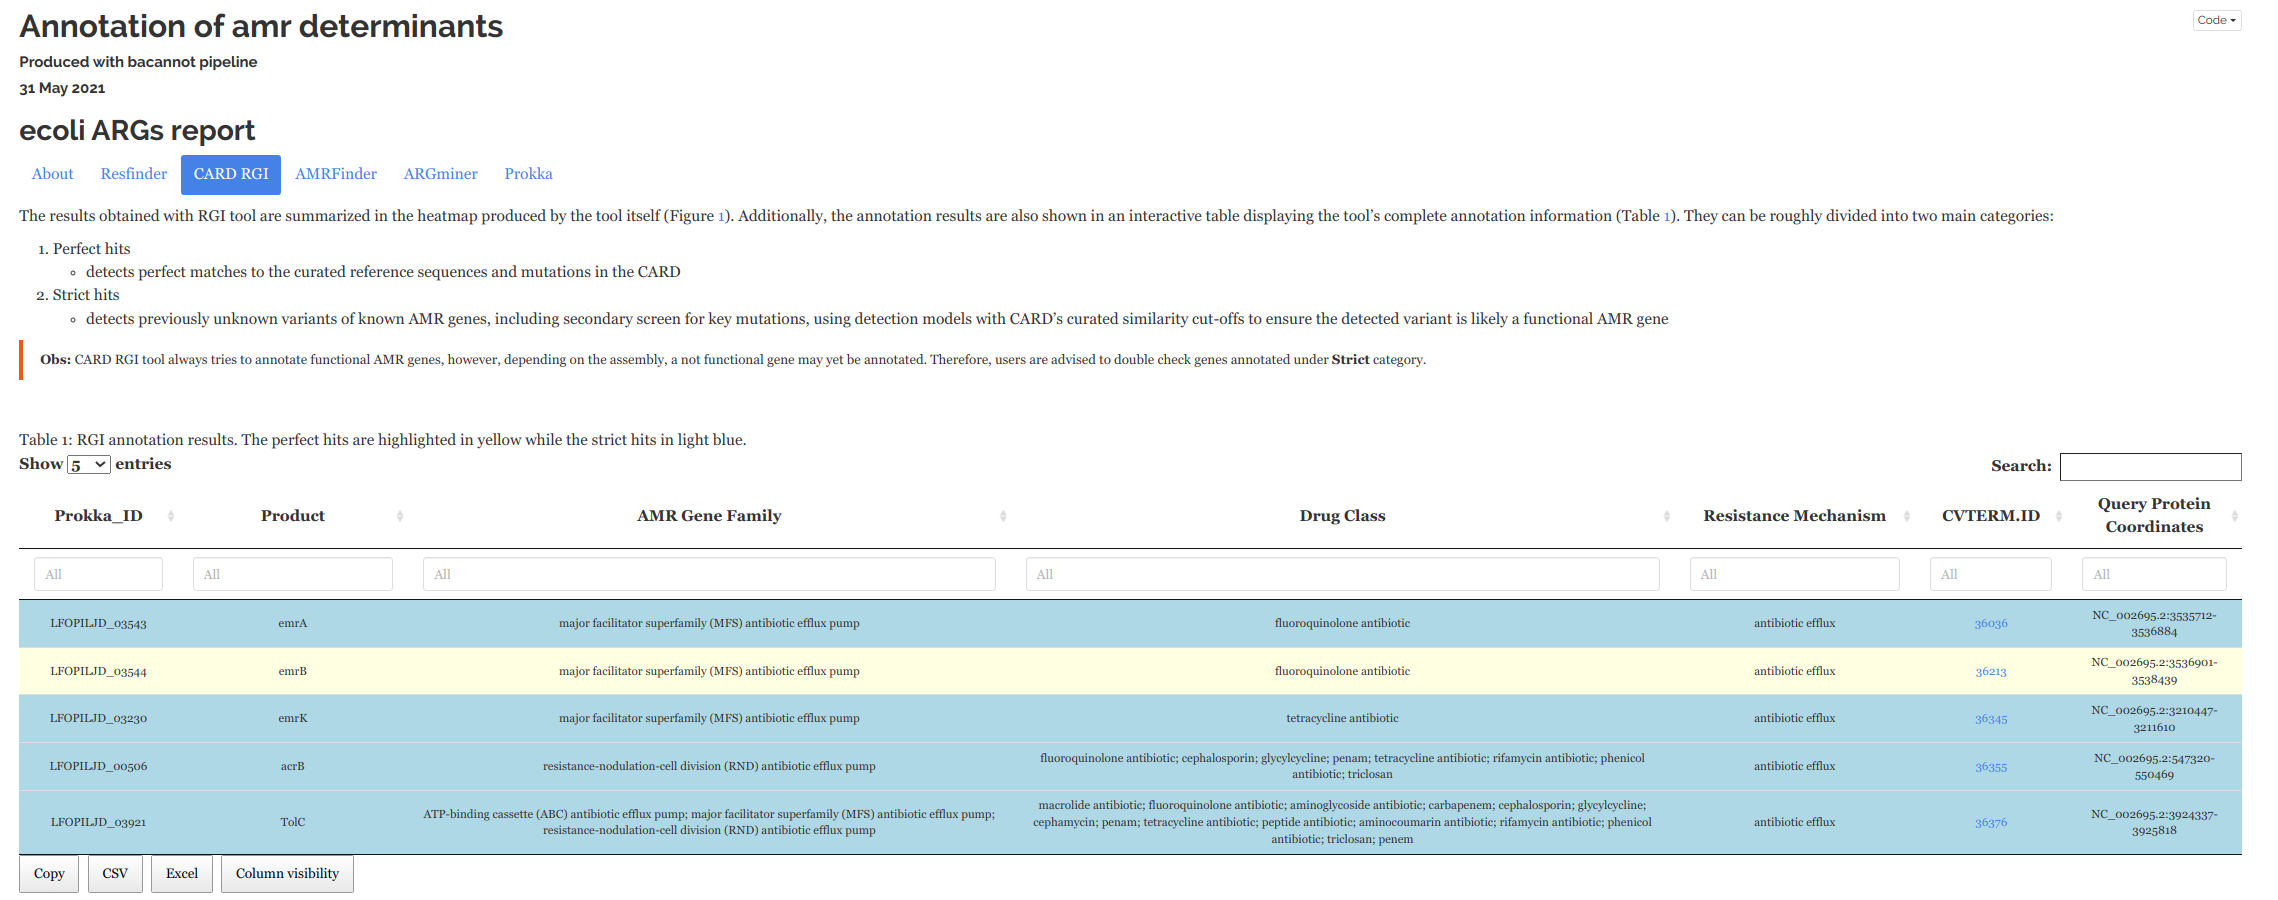 Annotation of amr determinants
Code
Produced with bacannot pipeline
31 May 2021
ecoli ARGs report
About Resfinder CARD RGI AMRFinder ARGminer Prokka
The results obtained with RGI tool are summarized in the heatmap produced by the tool itself (Figure 1). Additionally, the annotation results are also shown in an interactive table displaying the tool's complete annotation information (Table 1). They can be roughly divided into two main categories:
1. Perfect hits
◦ detects perfect matches to the curated reference sequences and mutations in the CARD
2. Strict hits
◦ detects previously unknown variants of known AMR genes, including secondary screen for key mutations, using detection models with CARD's curated similarity cut-offs to ensure the detected variant is likely a functional AMR gene
Obs: CARD RGI tool always tries to annotate functional AMR genes, however, depending on the assembly, a not functional gene may yet be annotated. Therefore, users are advised to double check genes annotated under Strict category.
Table 1: RGI annotation results. The perfect hits are highlighted in yellow while the strict hits in light blue.
Show 5 entries
Search:
Prokka_ID Product AMR Gene Family Drug Class Resistance Mechanism CVTERM.ID Query Protein
Coordinates
All All All All All All All
LFOPILJD_03543 emrA major facilitator superfamily (MFS) antibiotic efflux pump fluoroquinolone antibiotic antibiotic efflux 36036 NC_002695.2:3535712-
3536884
LFOPILJD_03544 emrB major facilitator superfamily (MFS) antibiotic efflux pump fluoroquinolone antibiotic antibiotic efflux 36213 NC_002695.2:3536901-
3538439
LFOPILJD_03230 emrK major facilitator superfamily (MFS) antibiotic efflux pump tetracycline antibiotic antibiotic efflux 36345 NC_002695.2:3210447-
3211610
LFOPILJD_00506 acrB resistance-nodulation-cell division (RND) antibiotic efflux pump fluoroquinolone antibiotic; cephalosporin; glycylcycline; penam; tetracycline antibiotic; rifamycin antibiotic; phenicol
antibiotic; triclosan antibiotic efflux 36355 NC_002695.2:547320-
550469
LFOPILJD_03921 TolC ATP-binding cassette (ABC) antibiotic efflux pump; major facilitator superfamily (MFS) antibiotic efflux pump;
resistance-nodulation-cell division (RND) antibiotic efflux pump macrolide antibiotic; fluoroquinolone antibiotic; aminoglycoside antibiotic; carbapenem; cephalosporin; glycylcycline;
cephamycin; penam; tetracycline antibiotic; peptide antibiotic; aminocoumarin antibiotic; rifamycin antibiotic; phenicol
antibiotic; triclosan; penem antibiotic efflux 36376 NC_002695.2:3924337-
3925818
Copy CSV Excel Column visibility